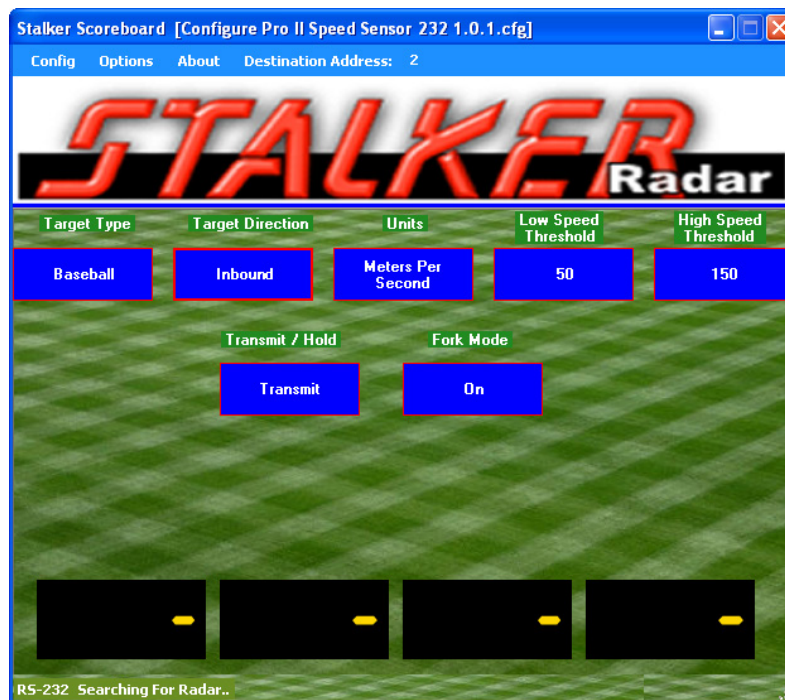 Stalker Scoreboard [Configure Pro II Speed Sensor 232 1.0.1.cfg]
Config Options About Destination Address: 2
STALKER
Radar
Target Type Target Direction Units Low Speed Threshold High Speed Threshold
Baseball Inbound Meters Per Second 50 150
Transmit / Hold Fork Mode
Transmit On
RS-232 Searching For Radar..